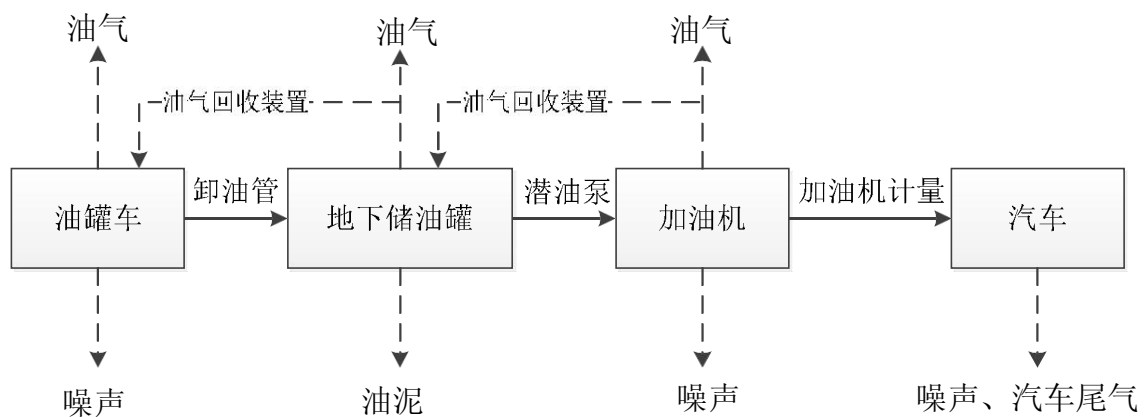 油气
油气
油气
油气回收装置
油气回收装置
油罐车
卸油管
地下储油罐
潜油泵
加油机
加油机计量
汽车
噪声
油泥
噪声
噪声、汽车尾气